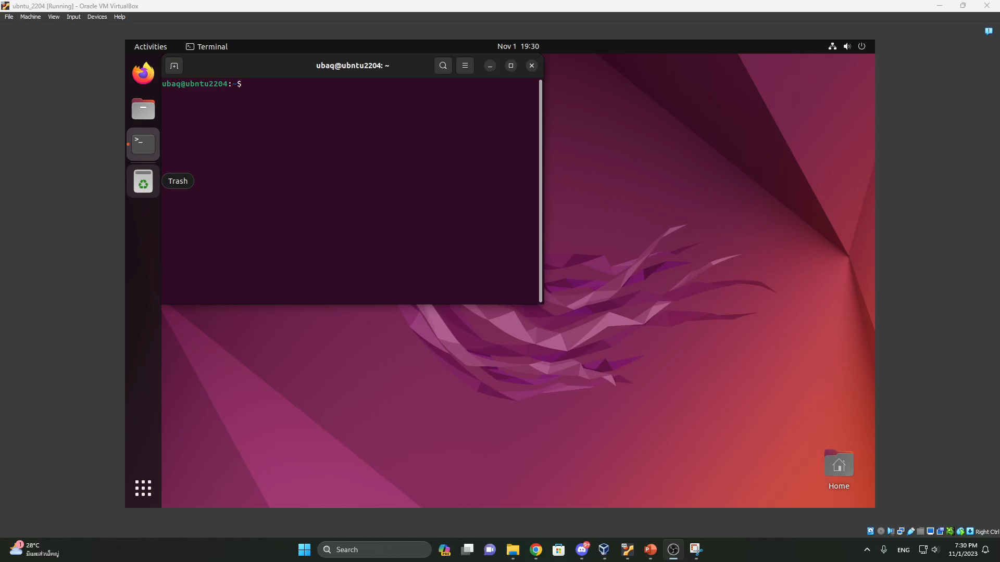 ubntu_2204 [Running] - Oracle VM VirtualBox
File Machine View Input Devices Help
Activities Terminal Nov 1 19:30
ubaq@ubntu2204: ~
ubaq@ubntu2204:~$
Trash
Home
Right Ctrl
1 28°C
มีเมฆส่วนใหญ่
Search
PRE
9+
ENG
7:30 PM
11/1/2023